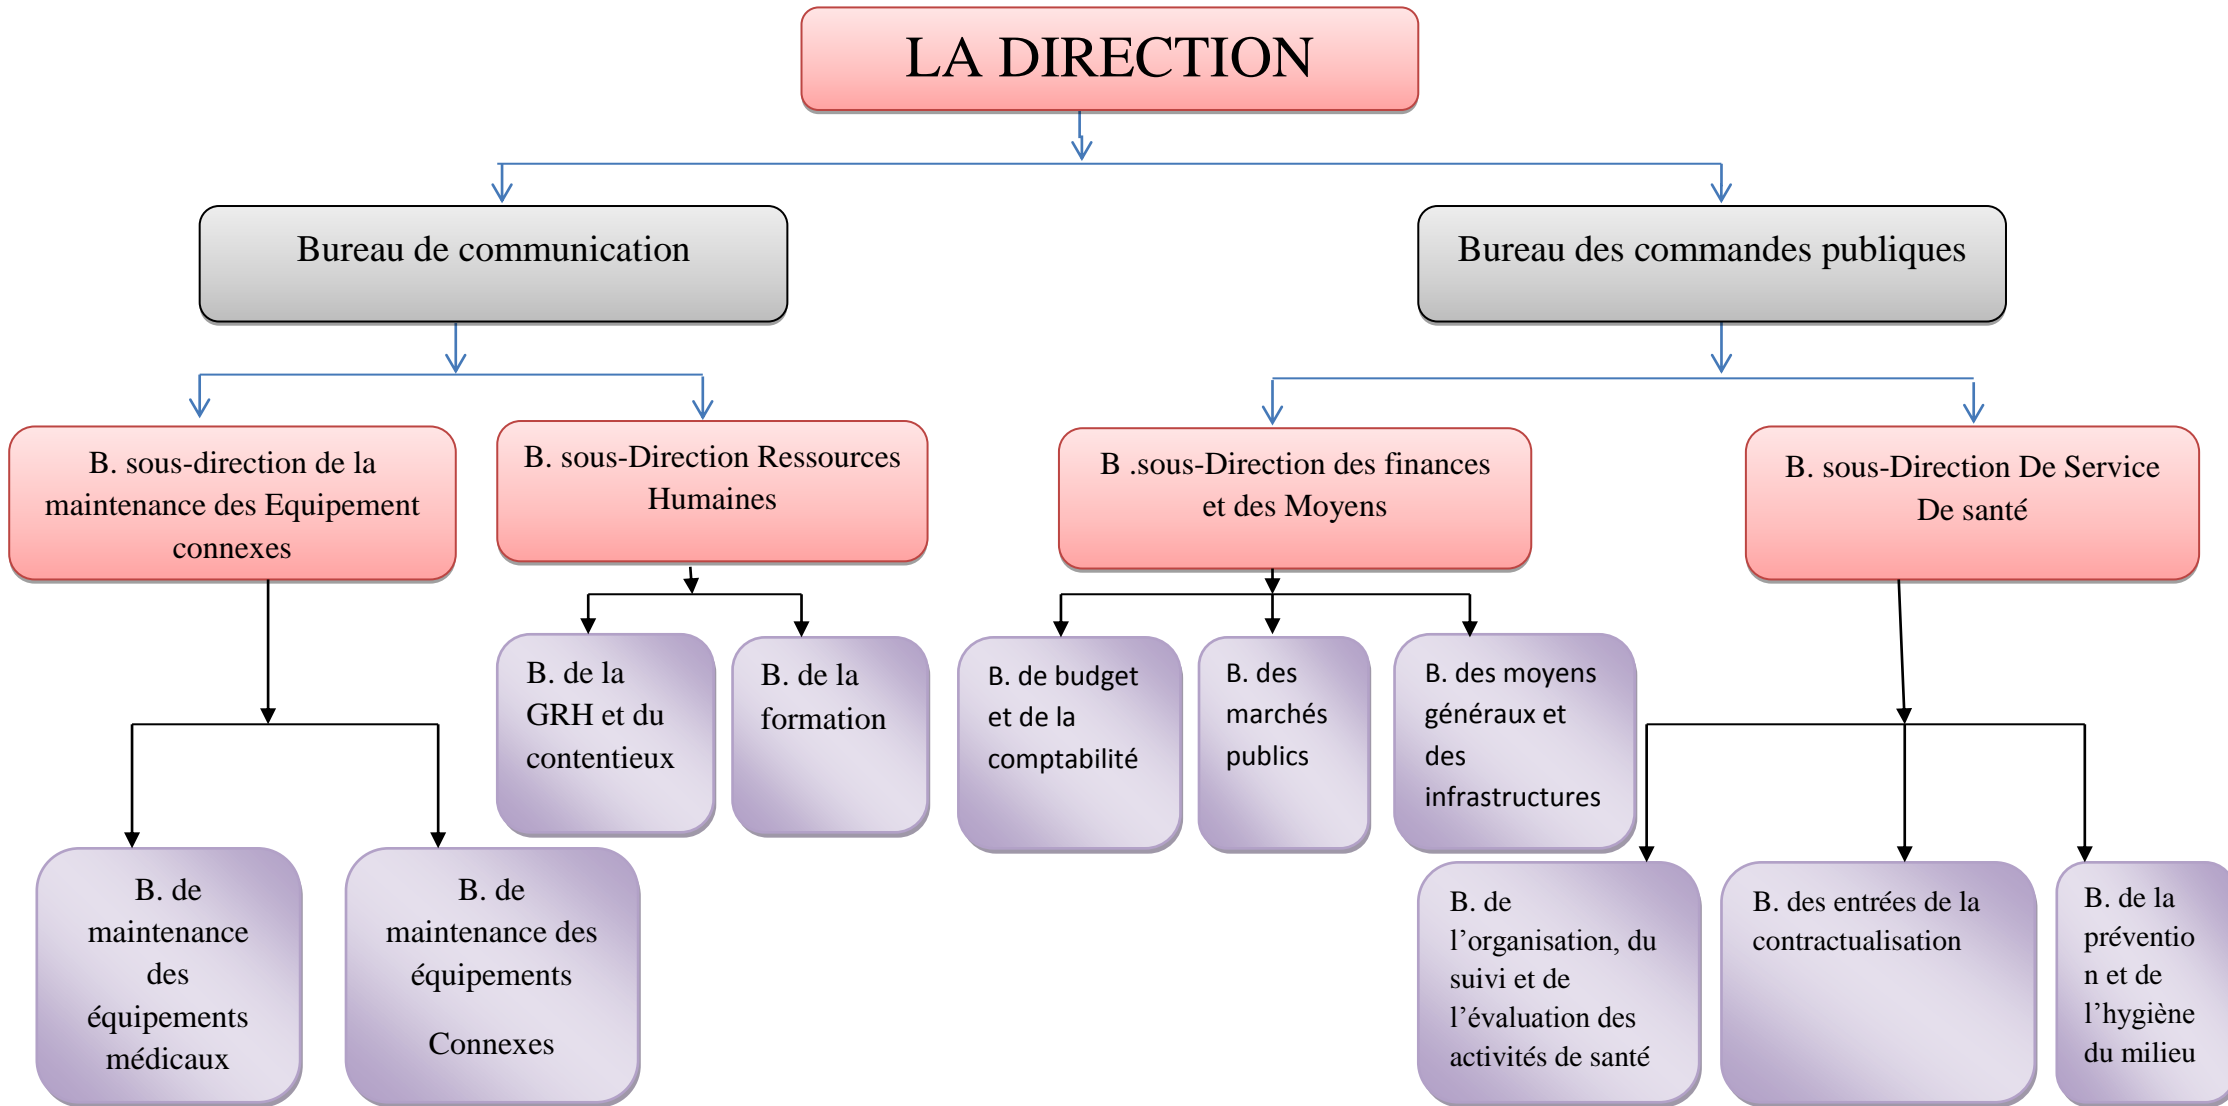 LA DIRECTION
Bureau de communication
Bureau des commandes publiques
B. sous-direction de la
maintenance des Equipement
connexes
B. sous-Direction Ressources
Humaines
B .sous-Direction des finances
et des Moyens
B. sous-Direction De Service
De santé
B. de la
GRH et du
contentieux
B. de la
formation
B. de budget
et de la
comptabilité
B. des
marchés
publics
B. des moyens
généraux et
des
infrastructures
B. de
maintenance
des
équipements
médicaux
B. de
maintenance des
équipements
Connexes
B. de
l’organisation, du
suivi et de
l’évaluation des
activités de santé
B. des entrées de la
contractualisation
B. de la
préventio
n et de
l’hygiène
du milieu